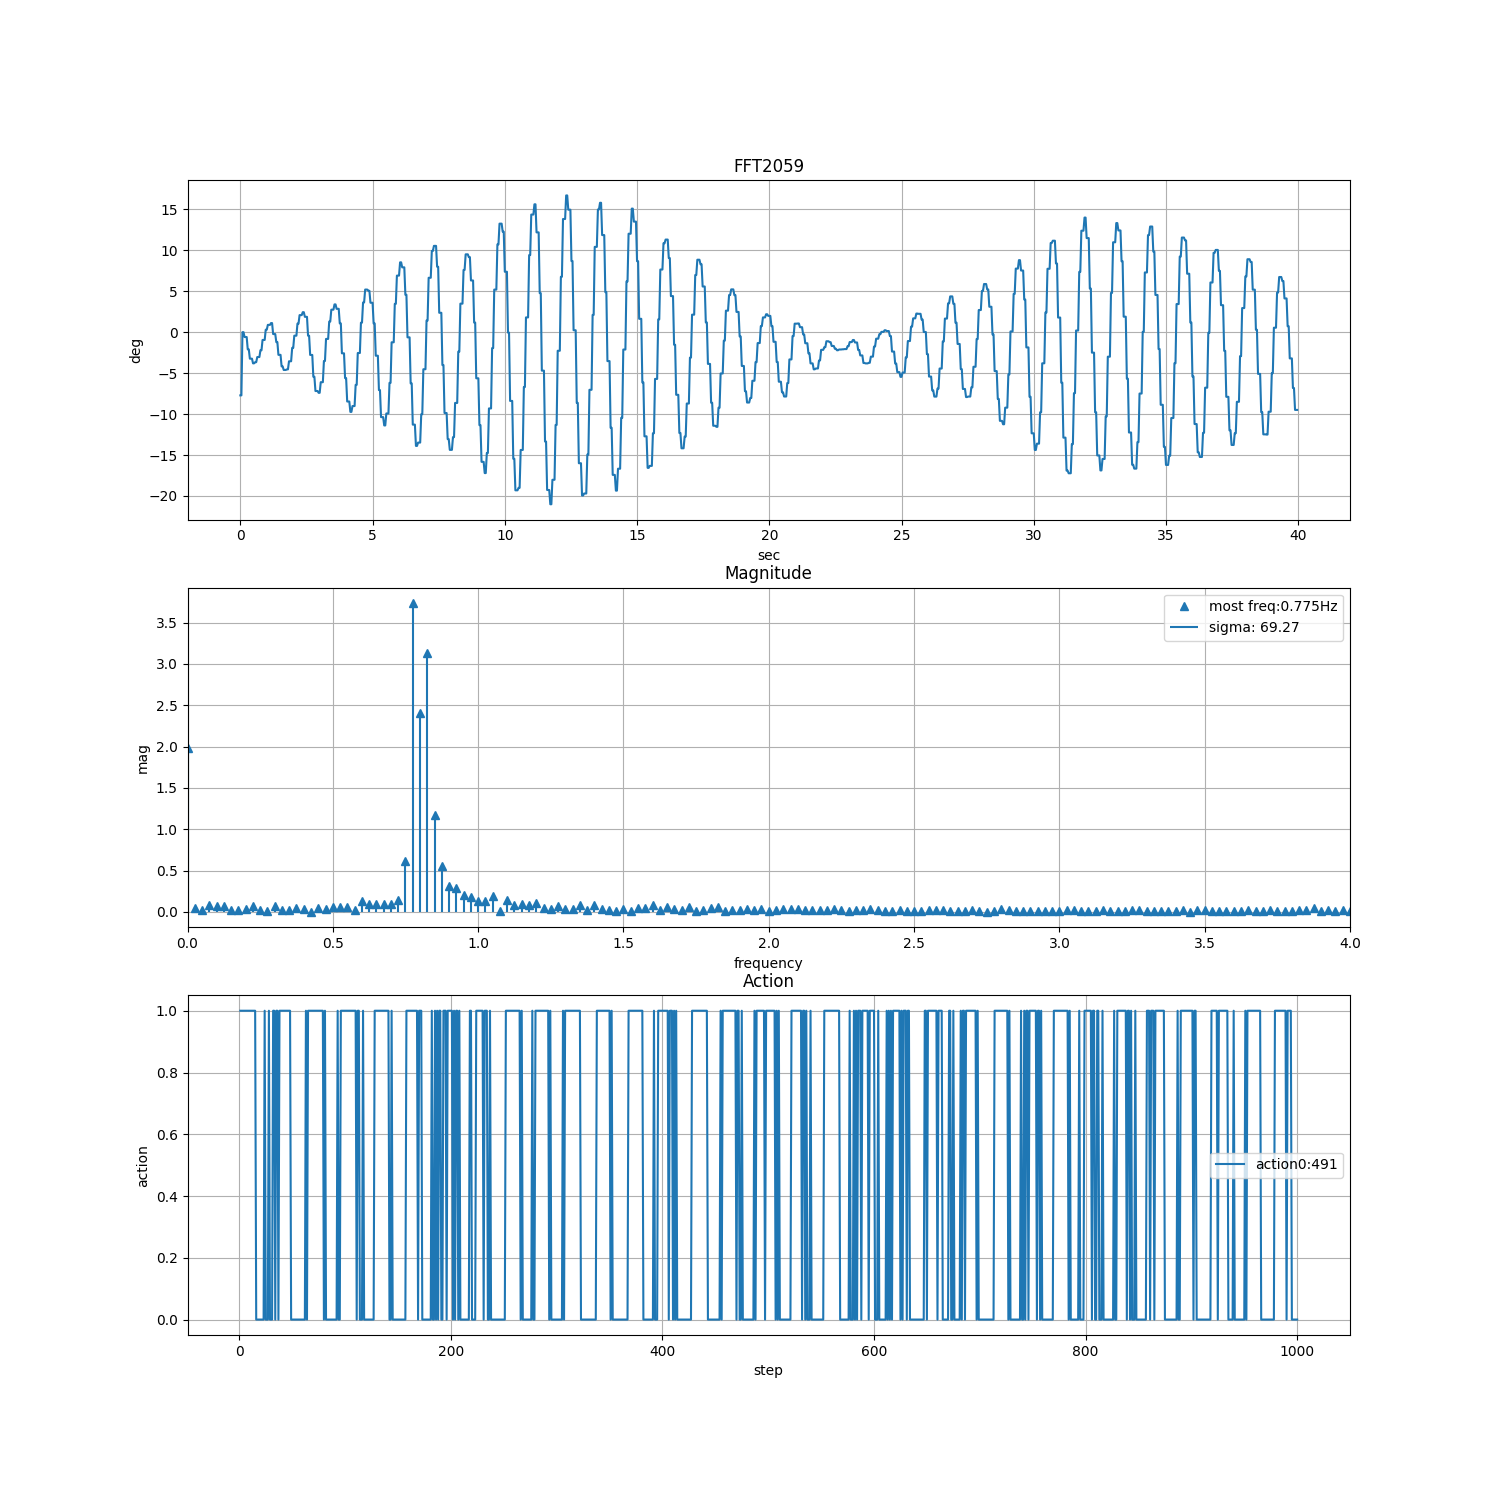 FFT2059
15
10
5
0
−5
−10
−15
−20
deg
0 5 10 15 20 25 30 35 40
sec
Magnitude
most freq:0.775Hz
sigma: 69.27
3.5
3.0
2.5
2.0
1.5
1.0
0.5
0.0
mag
0.0 0.5 1.0 1.5 2.0 2.5 3.0 3.5 4.0
frequency
Action
1.0
0.8
0.6
0.4
0.2
0.0
action
action0:491
0 200 400 600 800 1000
step